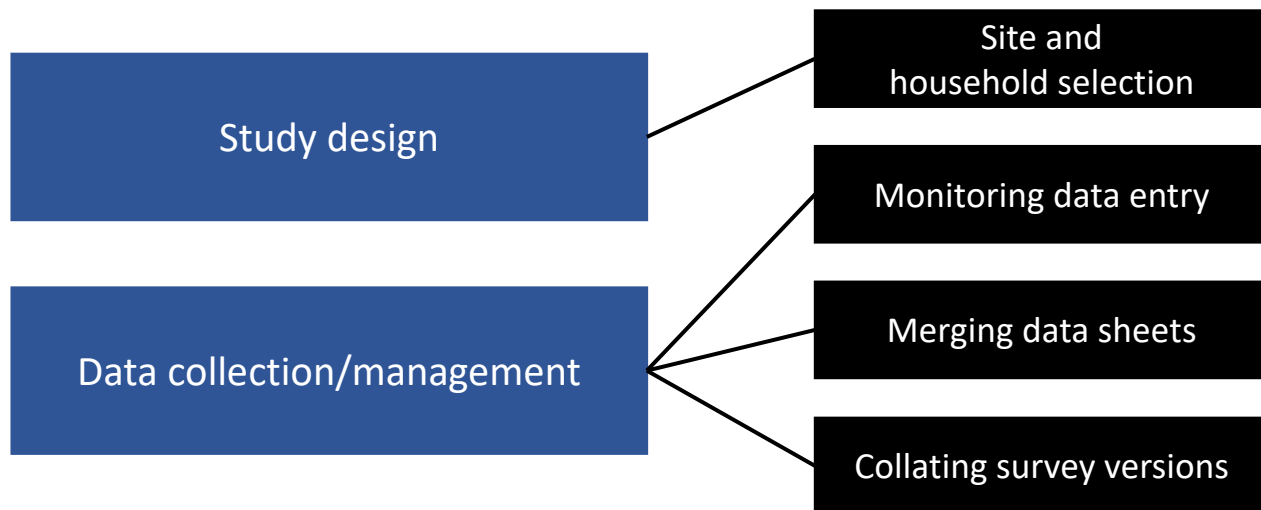 Study design
Site and
household selection
Data collection/management
Monitoring data entry
Merging data sheets
Collating survey versions